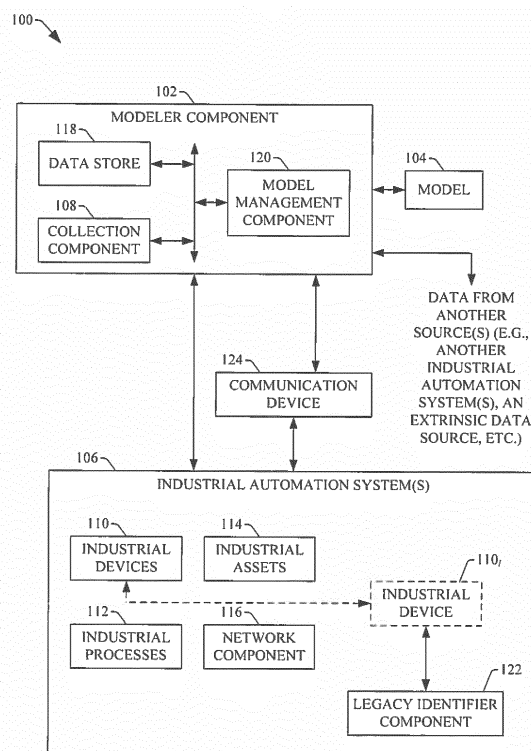 100
102
MODELER COMPONENT
118
DATA STORE
120
MODEL
MANAGEMENT
COMPONENT
104
MODEL
108
COLLECTION
COMPONENT
DATA FROM
ANOTHER
SOURCE(S) (E.G.,
ANOTHER
INDUSTRIAL
AUTOMATION
SYSTEM(S), AN
EXTRINSIC DATA
SOURCE, ETC.)
124
COMMUNICATION
DEVICE
106
INDUSTRIAL AUTOMATION SYSTEM(S)
110
INDUSTRIAL
DEVICES
114
INDUSTRIAL
ASSETS
110I
INDUSTRIAL
DEVICE
112
INDUSTRIAL
PROCESSES
116
NETWORK
COMPONENT
122
LEGACY IDENTIFIER
COMPONENT